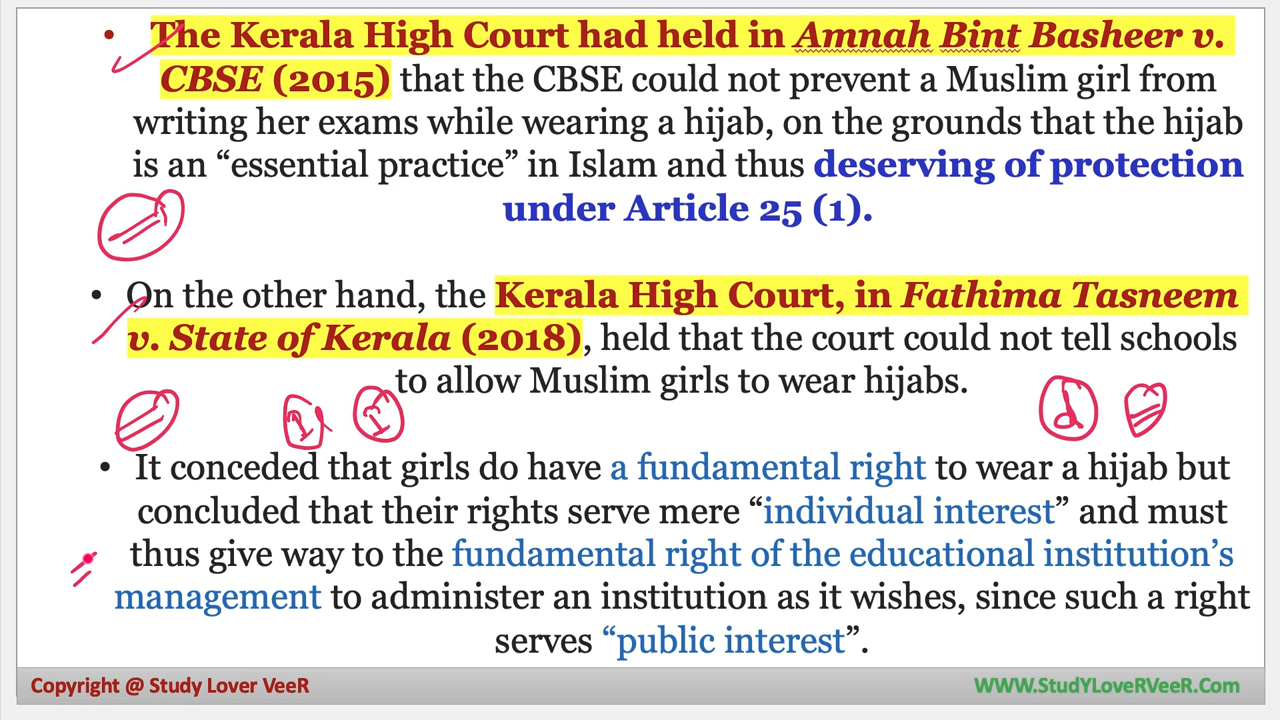 • The Kerala High Court had held in Amnah Bint Basheer v.
CBSE (2015) that the CBSE could not prevent a Muslim girl from
writing her exams while wearing a hijab, on the grounds that the hijab
is an “essential practice” in Islam and thus deserving of protection
under Article 25 (1).
• On the other hand, the Kerala High Court, in Fathima Tasneem
v. State of Kerala (2018), held that the court could not tell schools
to allow Muslim girls to wear hijabs.
• It conceded that girls do have a fundamental right to wear a hijab but
concluded that their rights serve mere “individual interest” and must
thus give way to the fundamental right of the educational institution’s
management to administer an institution as it wishes, since such a right
serves “public interest”.
Copyright @ Study Lover VeeR
WWW.StudYLoveRVeeR.Com